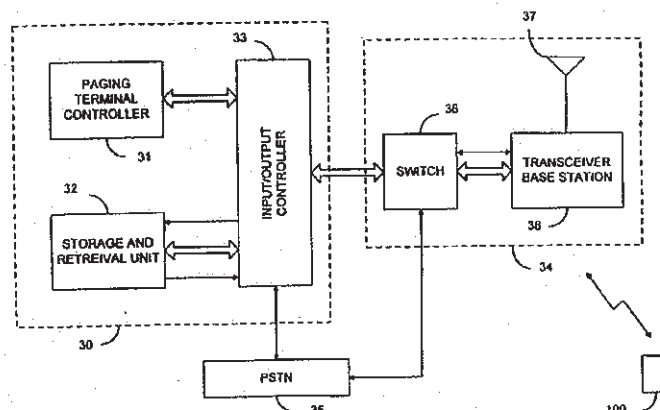 33
37
PAGING
TERMINAL
CONTROLLER
31
INPUT/OUTPUT
CONTROLLER
36
SWITCH
TRANSCEIVER
BASE STATION
38
32
STORAGE AND
RETREIVAL UNIT
34
30
PSTN
35
100